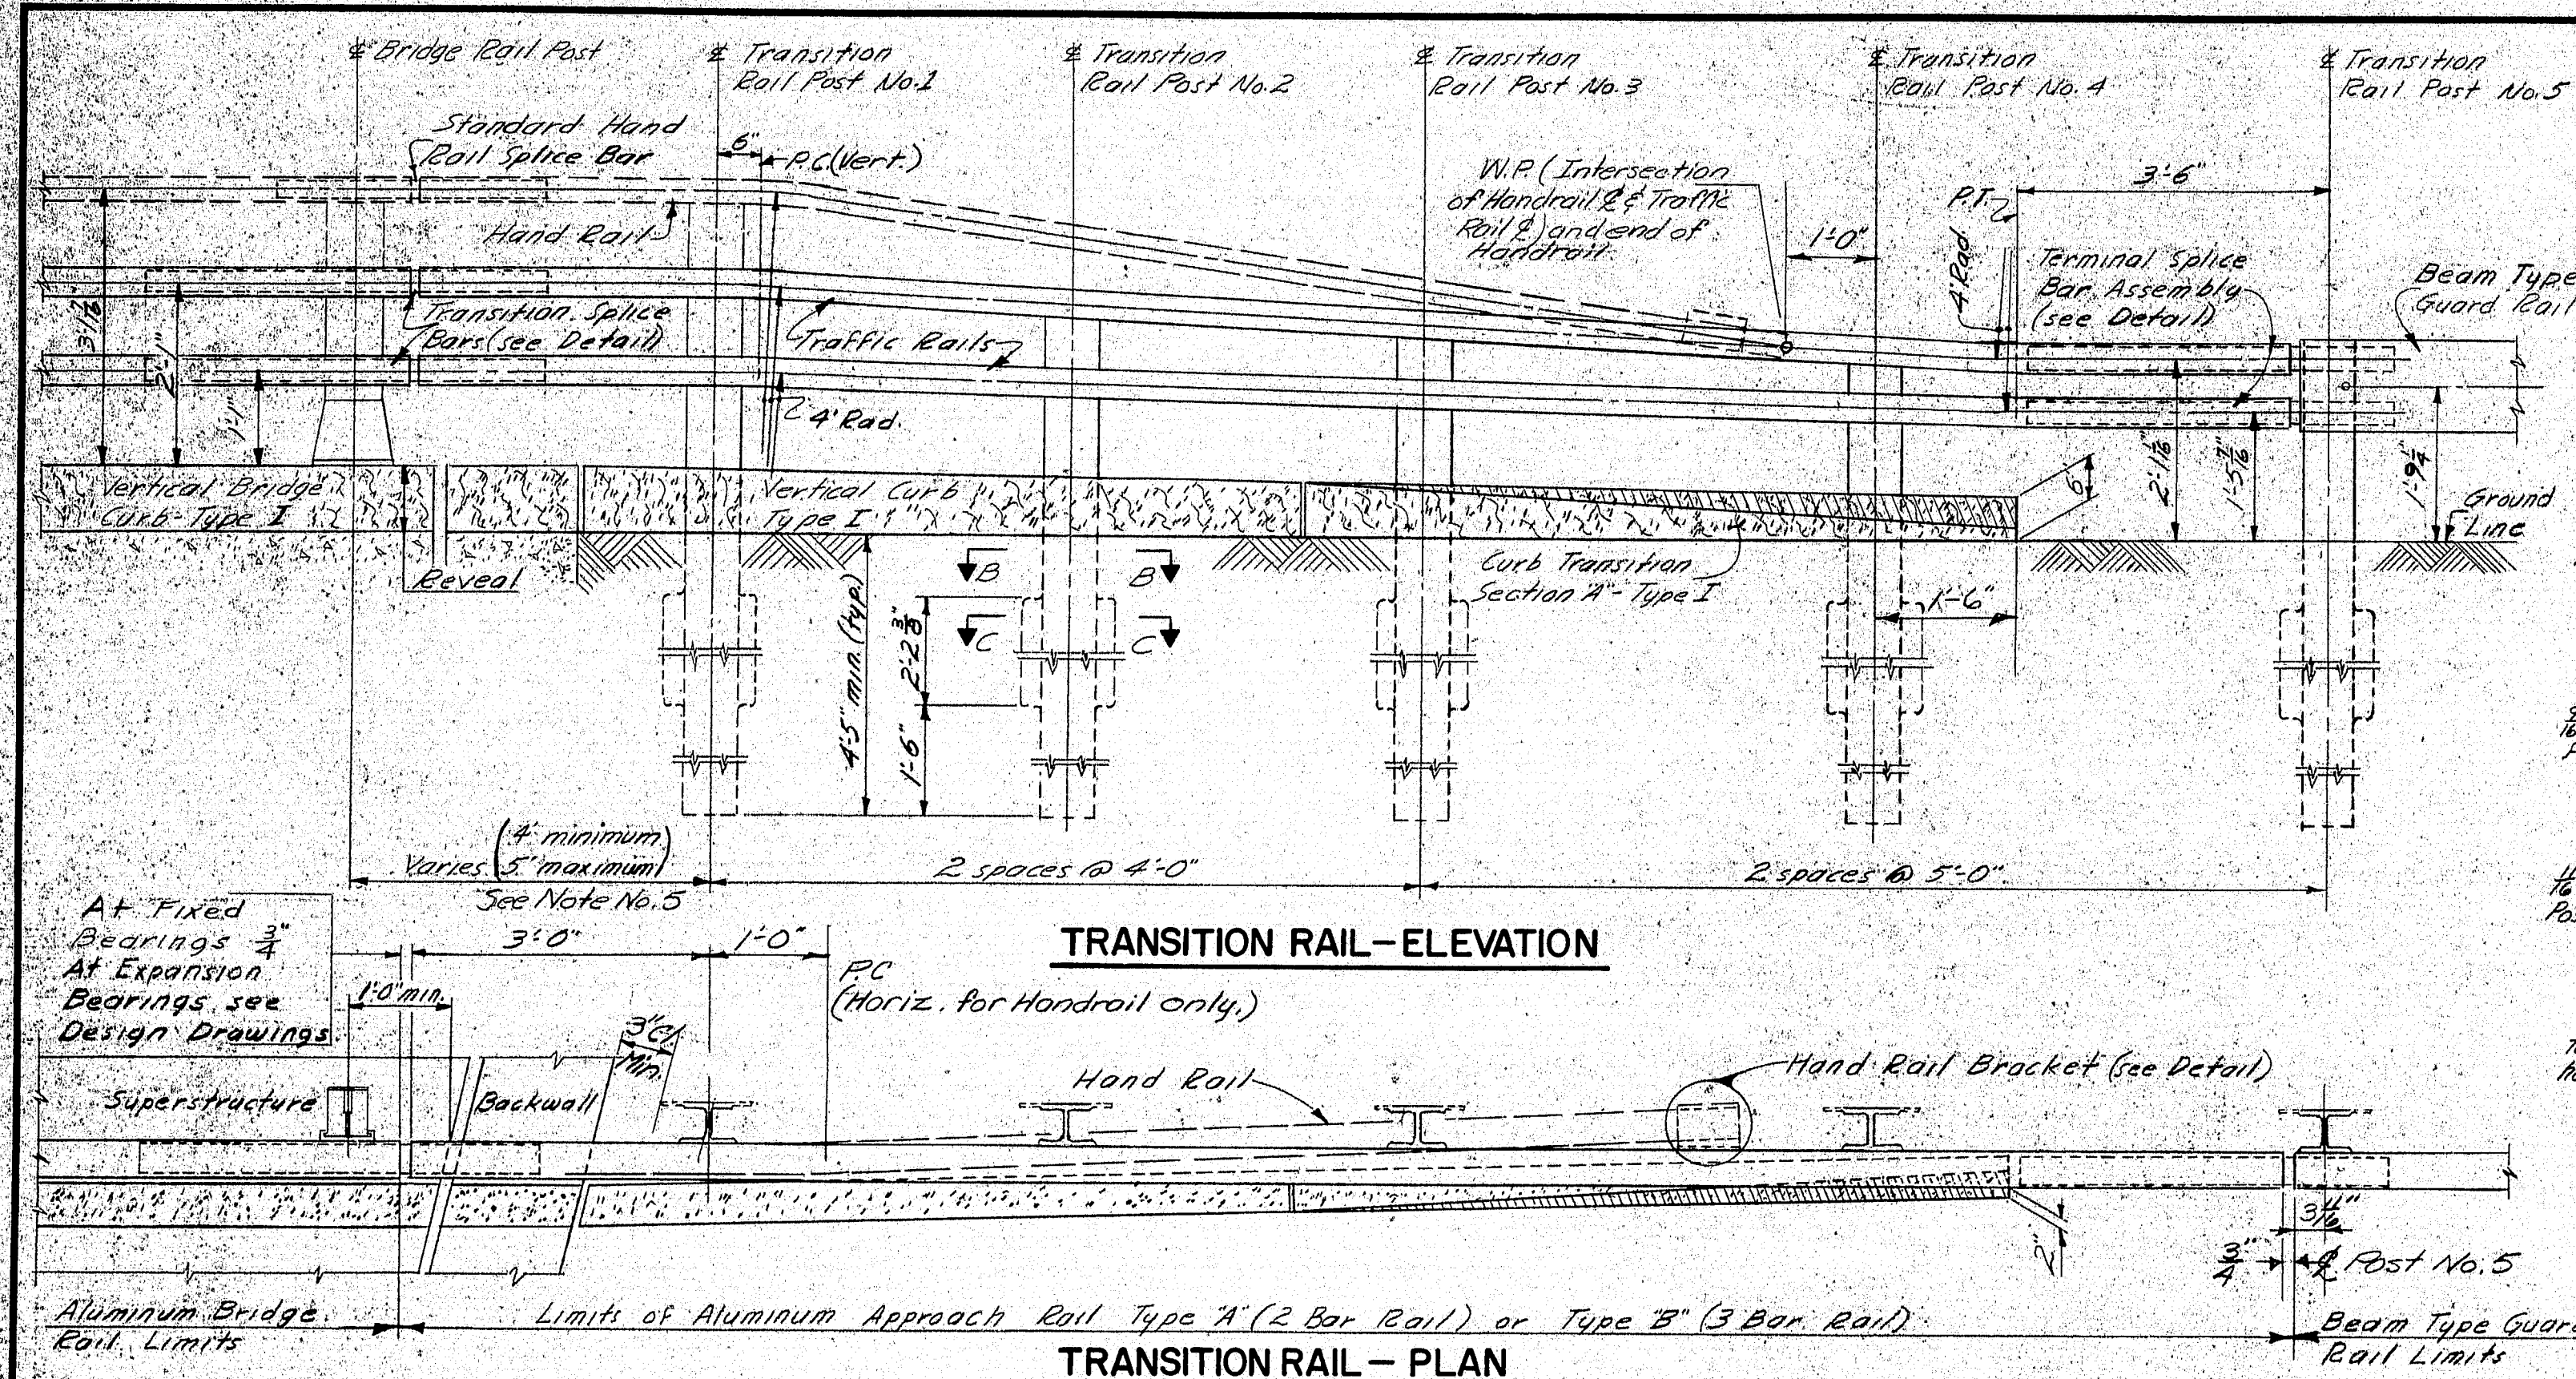 ℄ Bridge Rail Post
℄ Transition
Rail Post No.1
℄ Transition
Rail Post No.2
℄ Transition
Rail Post No.3
℄ Transition
Rail Post No.4
℄ Transition
Rail Post No.5
Standard Hand
Rail Splice Bar
6"
P.C.(Vert.)
W.P. (Intersection
of Handrail ℄ & Traffic
Rail ℄) and end of
Handrail
1'-0"
P.T.
3'-6"
4' Rad.
Hand Rail
Terminal Splice
Bar Assembly
(see Detail)
Beam Type
Guard Rail
Transition Splice
Bars (see Detail)
Traffic Rails
3'-1 7/16"
2'-1"
1'-1"
4' Rad.
2'-1 1/16"
1'-5 7/16"
1'-9 1/4"
6"
Ground
Line
Vertical Bridge
Curb-Type I
Vertical Curb
Type I
Reveal
B B
C C
Curb Transition
Section "A" - Type I
1'-6"
4'-5" min. (typ.)
2'-2 3/8"
1'-6"
Varies (4' minimum
5' maximum)
See Note No.5
2 spaces @ 4'-0"
2 spaces @ 5'-0"
TRANSITION RAIL-ELEVATION
At Fixed
Bearings 3/4"
At Expansion
Bearings see
Design Drawings
3'-0"
1'-0"
1'-0" min.
P.C
(Horiz. for Handrail only.)
3" Cl.
Min.
Superstructure
Backwall
Hand Rail
Hand Rail Bracket (see Detail)
2"
3 11/16"
3/4"
℄ Post No.5
Aluminum Bridge
Rail Limits
Limits of Aluminum Approach Rail Type "A" (2 Bar Rail) or Type "B" (3 Bar Rail)
Beam Type Guar
Rail Limits
TRANSITION RAIL - PLAN